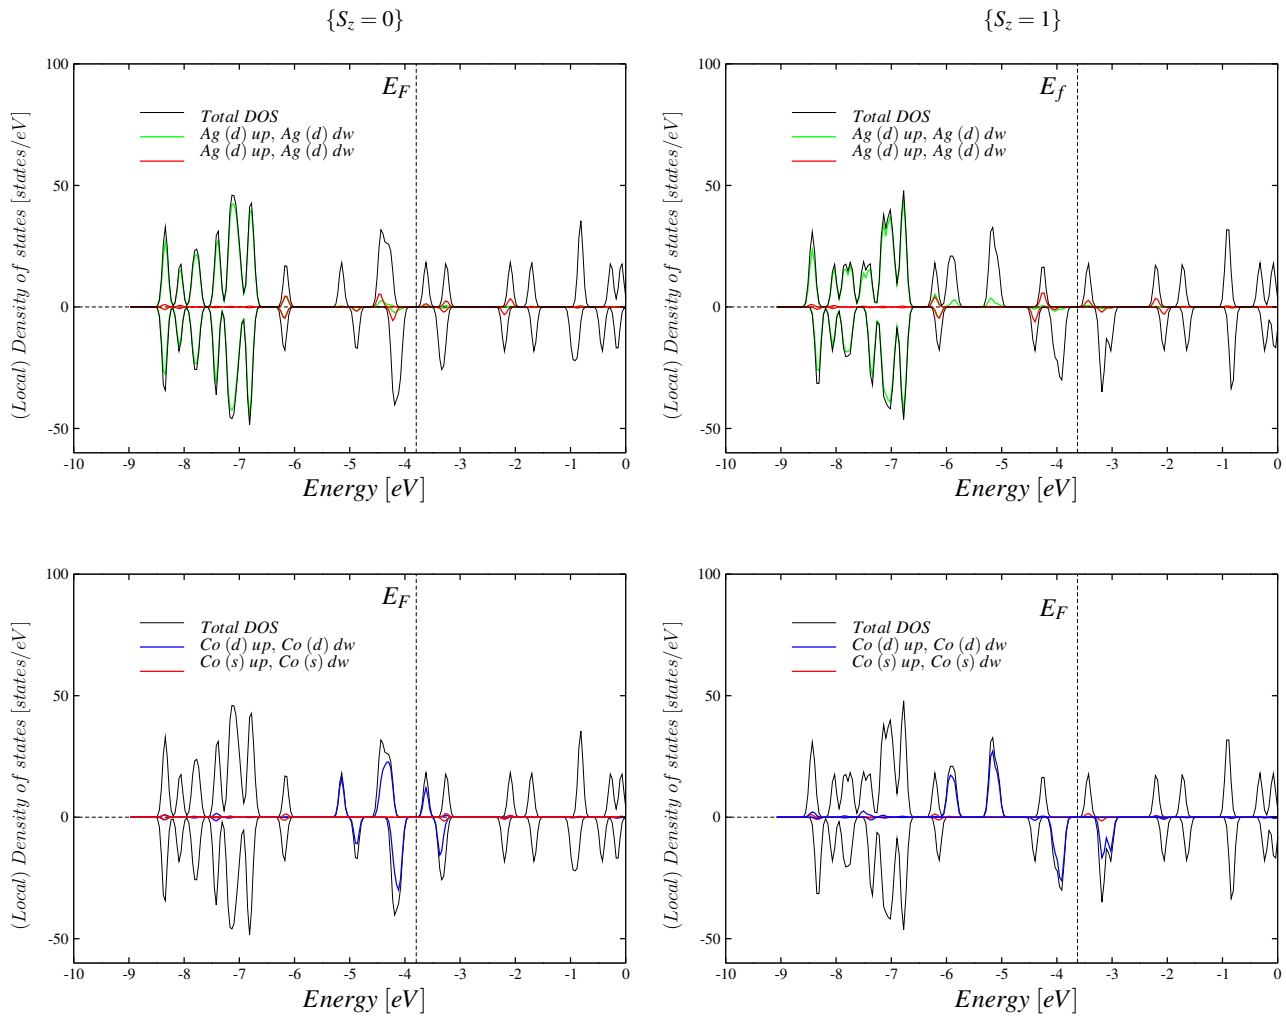 {S_z = 0}
{S_z = 1}
100
50
0
-50
(Local) Density of states [states/eV]
E_F
Total DOS
Ag (d) up, Ag (d) dw
Ag (d) up, Ag (d) dw
-10 -9 -8 -7 -6 -5 -4 -3 -2 -1 0
Energy [eV]
100
50
0
-50
(Local) Density of states [states/eV]
E_f
Total DOS
Ag (d) up, Ag (d) dw
Ag (d) up, Ag (d) dw
-10 -9 -8 -7 -6 -5 -4 -3 -2 -1 0
Energy [eV]
100
50
0
-50
(Local) Density of states [states/eV]
E_F
Total DOS
Co (d) up, Co (d) dw
Co (s) up, Co (s) dw
-10 -9 -8 -7 -6 -5 -4 -3 -2 -1 0
Energy [eV]
100
50
0
-50
(Local) Density of states [states/eV]
E_F
Total DOS
Co (d) up, Co (d) dw
Co (s) up, Co (s) dw
-10 -9 -8 -7 -6 -5 -4 -3 -2 -1 0
Energy [eV]